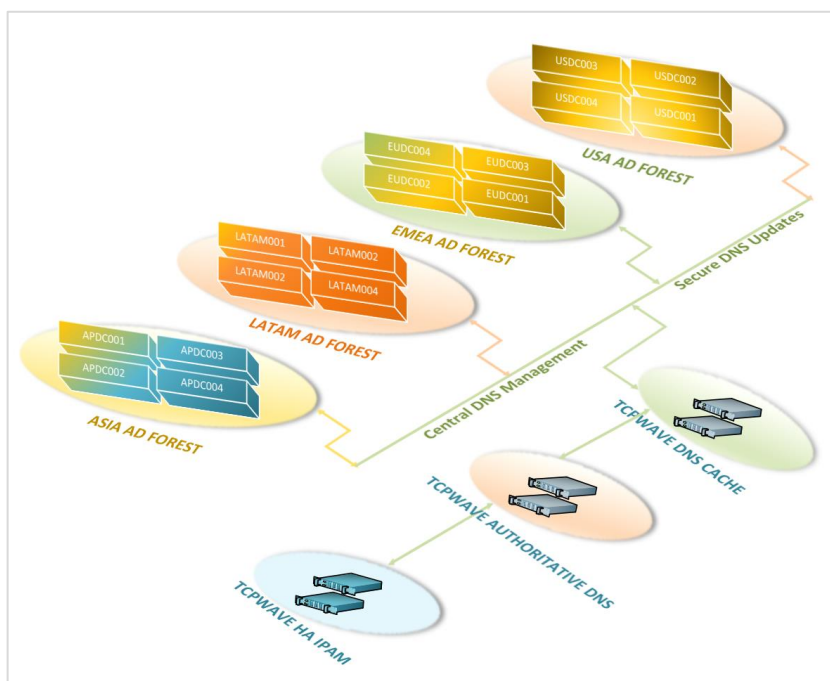 USDC003
USDC002
USDC004
USDC001
USA AD FOREST
EUDC004
EUDC003
EUDC002
EUDC001
EMEA AD FOREST
LATAM001
LATAM002
LATAM002
LATAM004
LATAM AD FOREST
APDC001
APDC003
APDC002
APDC004
ASIA AD FOREST
Secure DNS Updates
Central DNS Management
TCPWAVE DNS CACHE
TCPWAVE AUTHORITATIVE DNS
TCPWAVE HA IPAM